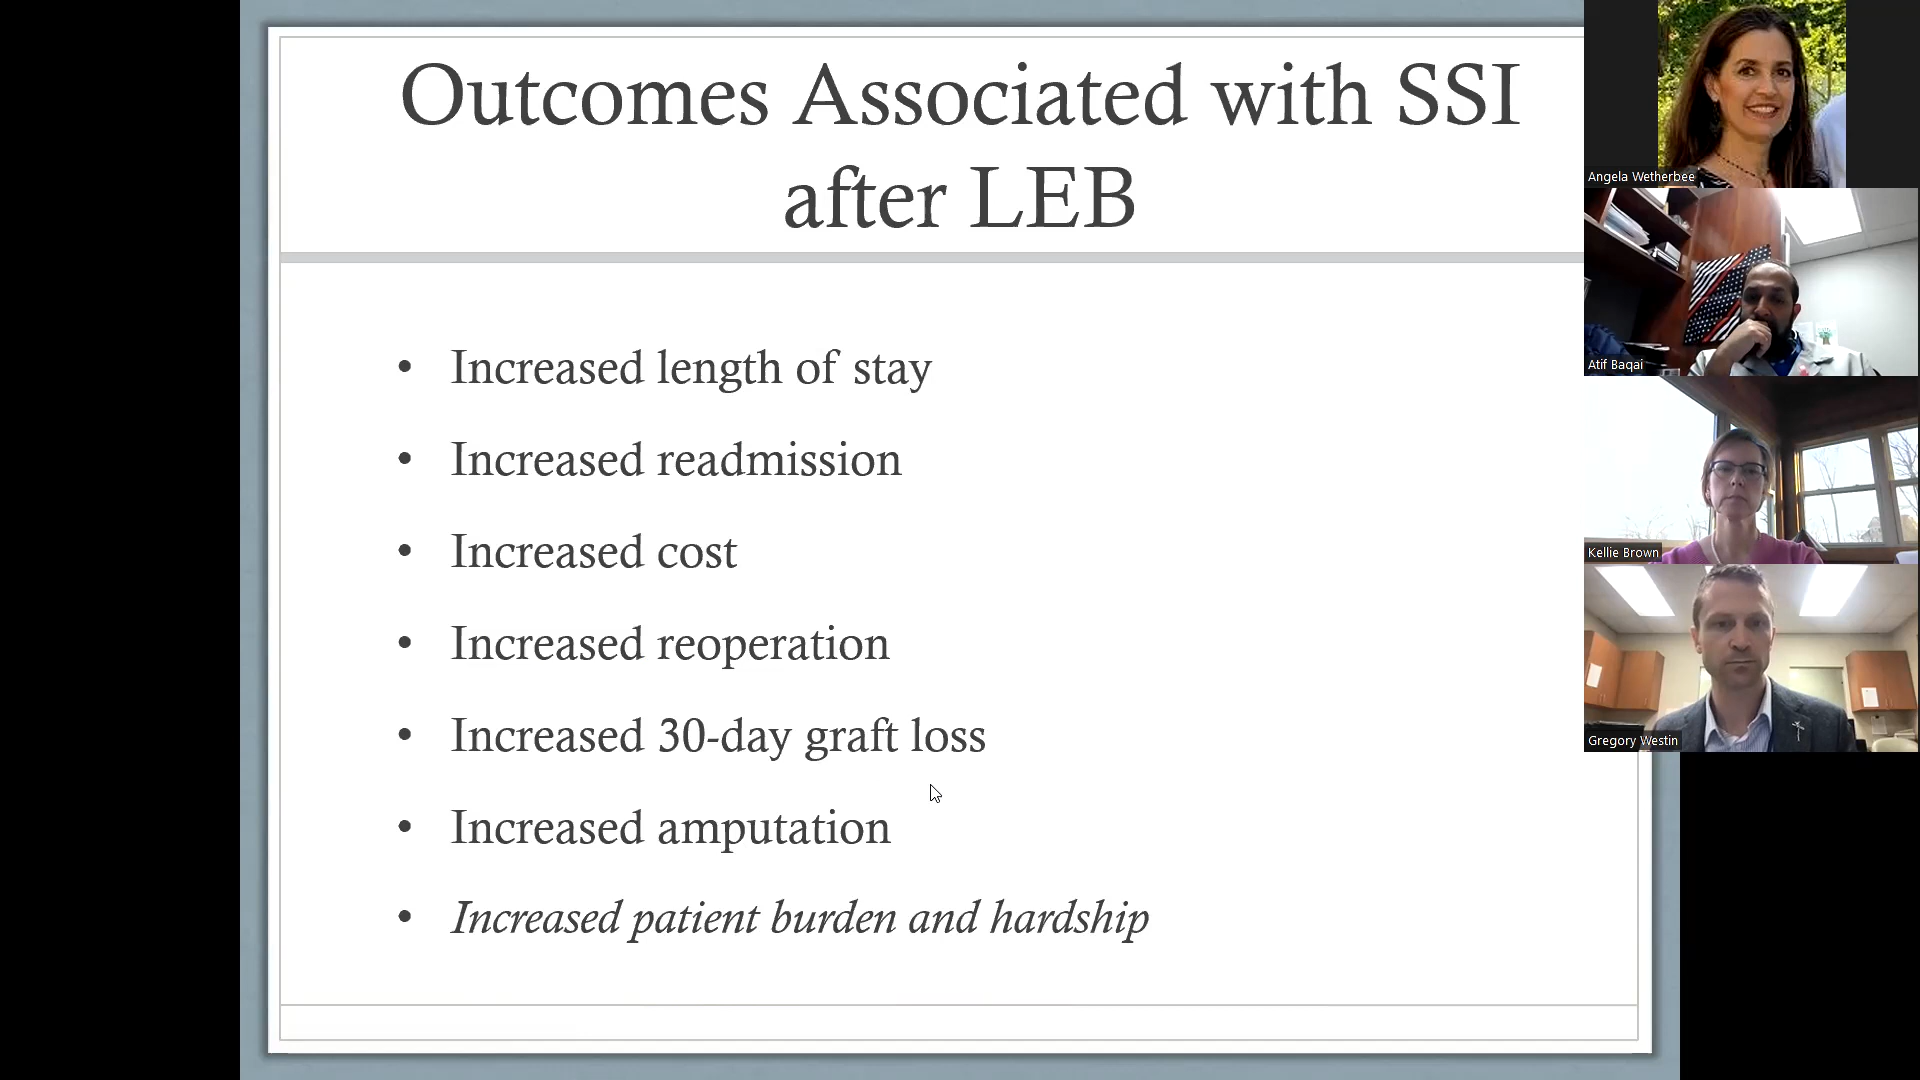 Outcomes Associated with SSI
after LEB
• Increased length of stay
• Increased readmission
• Increased cost
• Increased reoperation
• Increased 30-day graft loss
• Increased amputation
• Increased patient burden and hardship
Angela Wetherbee
Atif Baqai
Kellie Brown
Gregory Westin